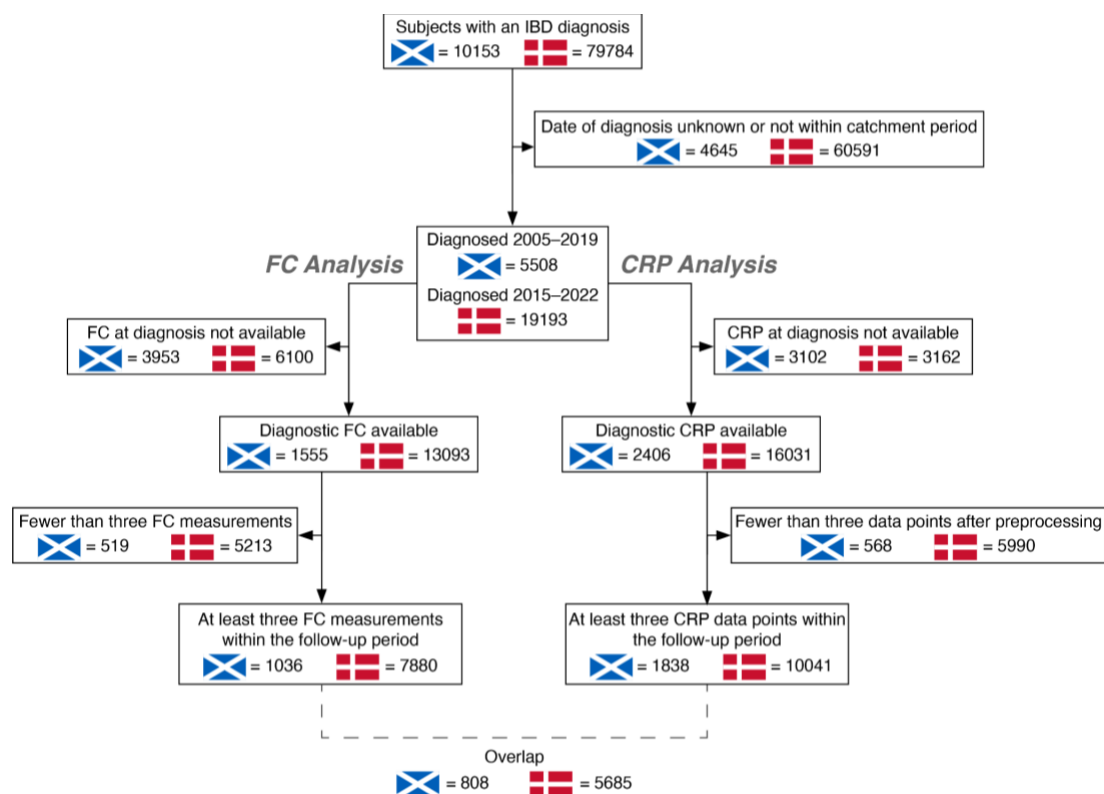 Subjects with an IBD diagnosis
= 10153 = 79784
Date of diagnosis unknown or not within catchment period
= 4645 = 60591
FC Analysis
Diagnosed 2005–2019
= 5508
Diagnosed 2015–2022
= 19193
CRP Analysis
FC at diagnosis not available
= 3953 = 6100
CRP at diagnosis not available
= 3102 = 3162
Diagnostic FC available
= 1555 = 13093
Diagnostic CRP available
= 2406 = 16031
Fewer than three FC measurements
= 519 = 5213
Fewer than three data points after preprocessing
= 568 = 5990
At least three FC measurements
within the follow-up period
= 1036 = 7880
At least three CRP data points within
the follow-up period
= 1838 = 10041
Overlap
= 808 = 5685